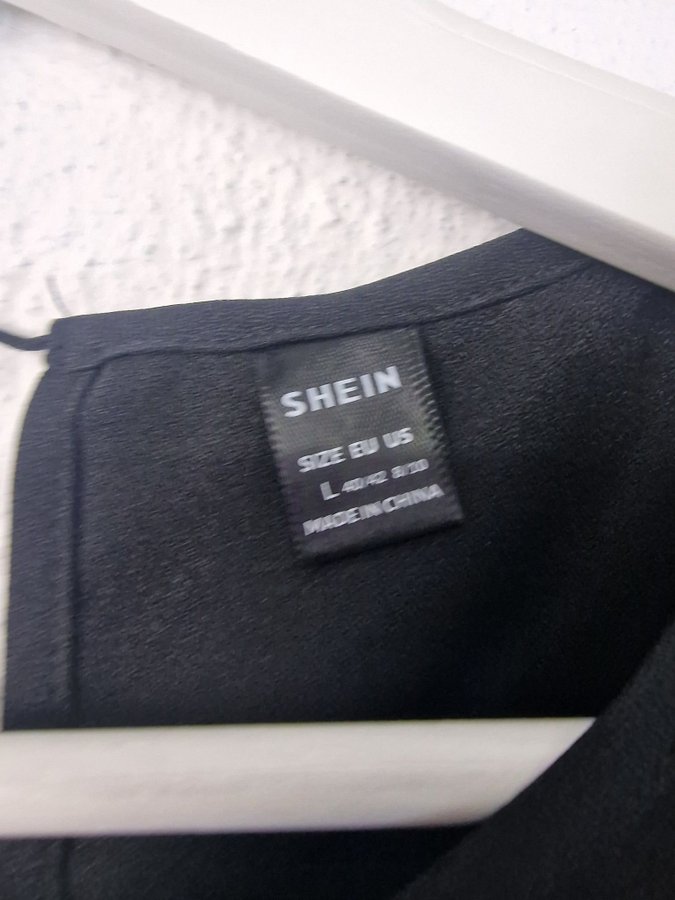 SHEIN
SIZE EU US
L 40/42 8/10
MADE IN CHINA